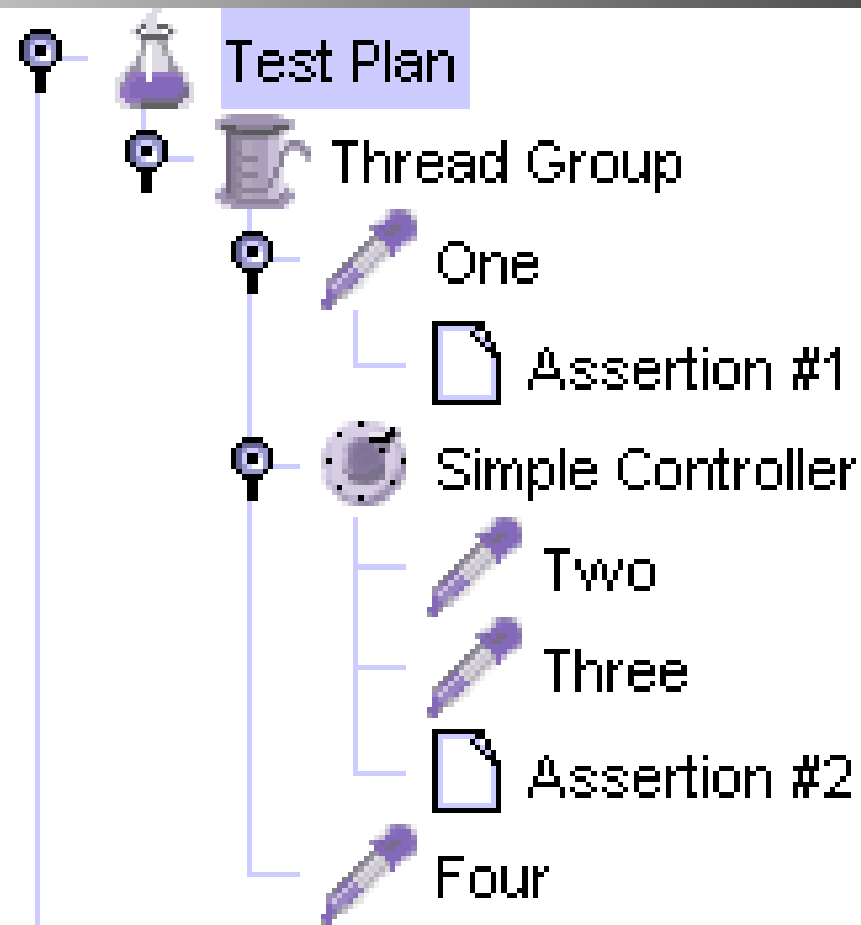 Test Plan
Thread Group
One
Assertion #1
Simple Controller
Two
Three
Assertion #2
Four